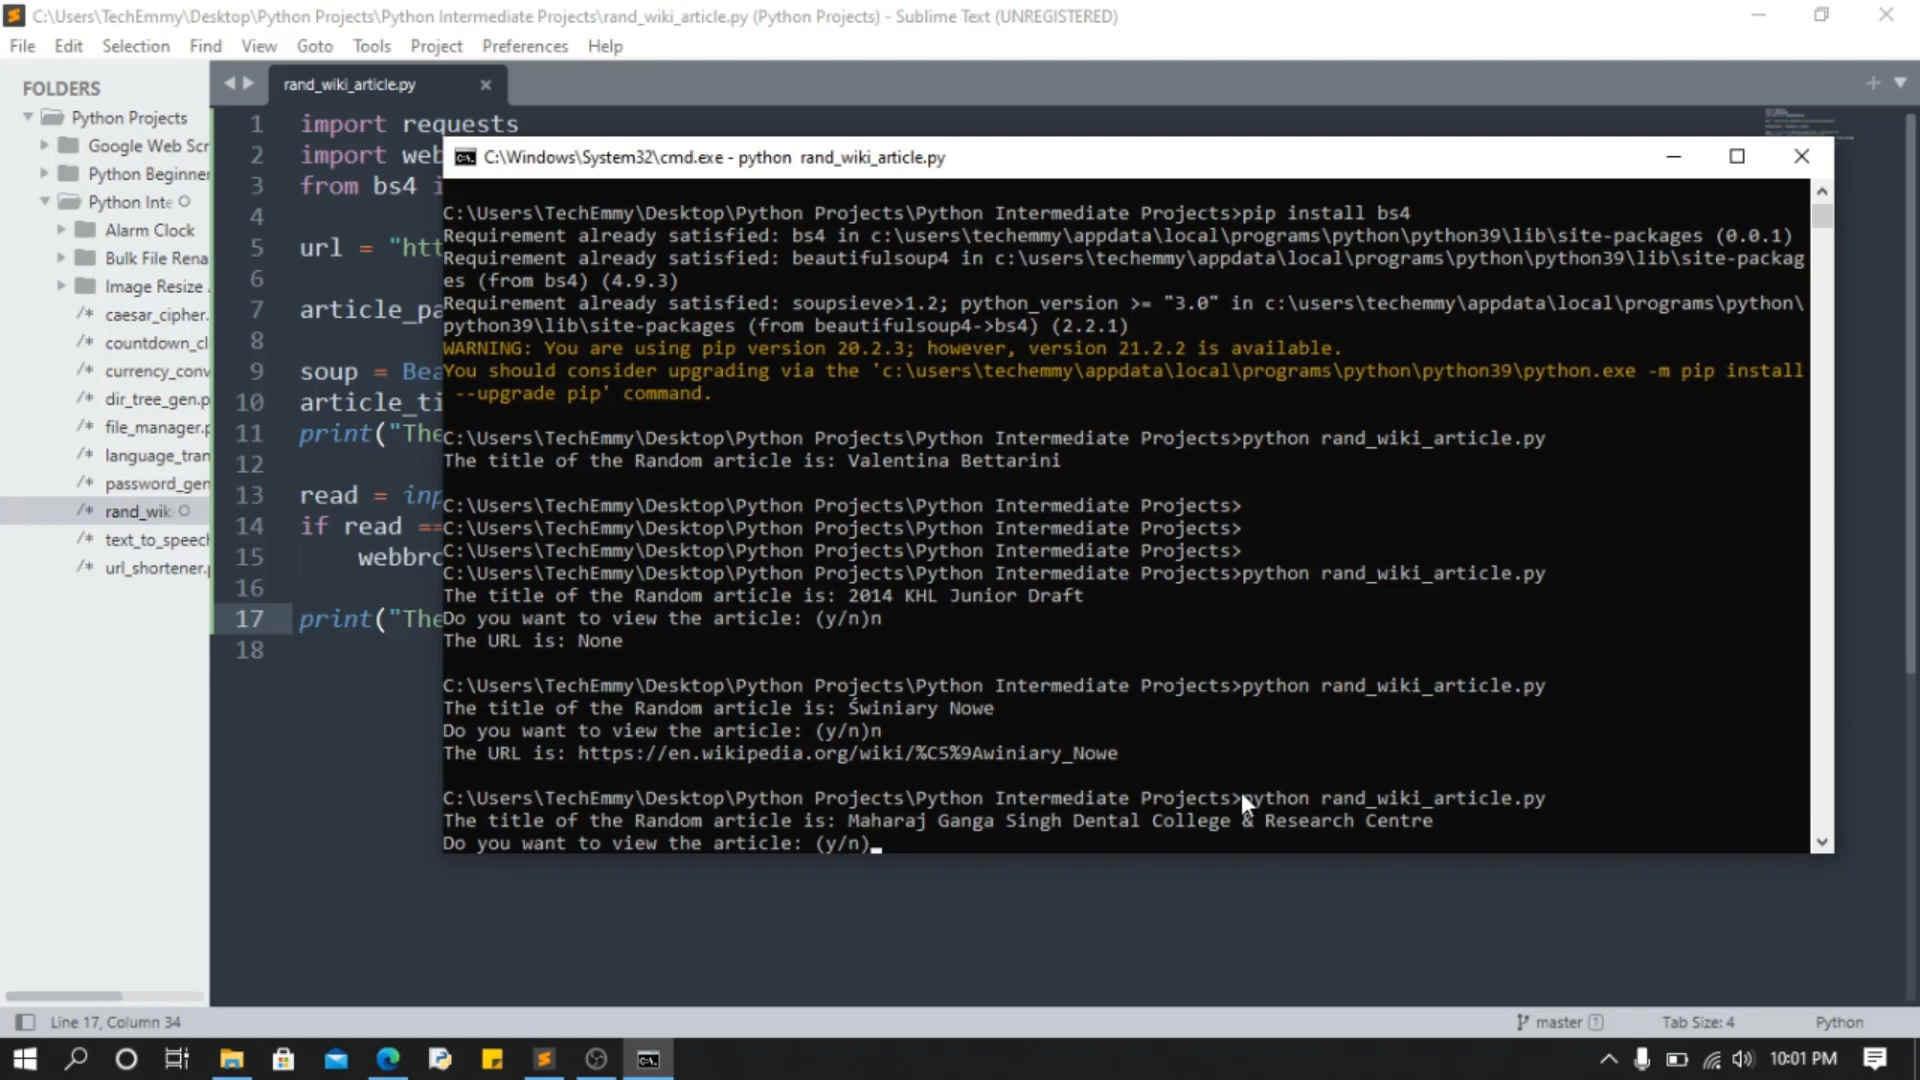 C:\Users\TechEmmy\Desktop\Python Projects\Python Intermediate Projects\rand_wiki_article.py (Python Projects) - Sublime Text (UNREGISTERED)
File Edit Selection Find View Goto Tools Project Preferences Help
FOLDERS
Python Projects
Google Web Scr
Python Beginner
Python Inte
Alarm Clock
Bulk File Rena
Image Resize
/* caesar_cipher.
/* countdown_cl
/* currency_conv
/* dir_tree_gen.p
/* file_manager.p
/* language_tran
/* password_gen
/* rand_wik
/* text_to_speech
/* url_shortener.p
rand_wiki_article.py
1 import requests
2 import web
3 from bs4 i
4
5 url = "htt
6
7 article_pa
8
9 soup = Bea
10 article_ti
11 print("The
12
13 read = inp
14 if read ==
15 webbro
16
17 print("The
18
C:\Windows\System32\cmd.exe - python rand_wiki_article.py
C:\Users\TechEmmy\Desktop\Python Projects\Python Intermediate Projects>pip install bs4
Requirement already satisfied: bs4 in c:\users\techemmy\appdata\local\programs\python\python39\lib\site-packages (0.0.1)
Requirement already satisfied: beautifulsoup4 in c:\users\techemmy\appdata\local\programs\python\python39\lib\site-packag
es (from bs4) (4.9.3)
Requirement already satisfied: soupsieve>1.2; python_version >= "3.0" in c:\users\techemmy\appdata\local\programs\python\
python39\lib\site-packages (from beautifulsoup4->bs4) (2.2.1)
WARNING: You are using pip version 20.2.3; however, version 21.2.2 is available.
You should consider upgrading via the 'c:\users\techemmy\appdata\local\programs\python\python39\python.exe -m pip install
--upgrade pip' command.
C:\Users\TechEmmy\Desktop\Python Projects\Python Intermediate Projects>python rand_wiki_article.py
The title of the Random article is: Valentina Bettarini
C:\Users\TechEmmy\Desktop\Python Projects\Python Intermediate Projects>
C:\Users\TechEmmy\Desktop\Python Projects\Python Intermediate Projects>
C:\Users\TechEmmy\Desktop\Python Projects\Python Intermediate Projects>
C:\Users\TechEmmy\Desktop\Python Projects\Python Intermediate Projects>python rand_wiki_article.py
The title of the Random article is: 2014 KHL Junior Draft
Do you want to view the article: (y/n)n
The URL is: None
C:\Users\TechEmmy\Desktop\Python Projects\Python Intermediate Projects>python rand_wiki_article.py
The title of the Random article is: Świniary Nowe
Do you want to view the article: (y/n)n
The URL is: https://en.wikipedia.org/wiki/%C5%9Awiniary_Nowe
C:\Users\TechEmmy\Desktop\Python Projects\Python Intermediate Projects>python rand_wiki_article.py
The title of the Random article is: Maharaj Ganga Singh Dental College & Research Centre
Do you want to view the article: (y/n)
Line 17, Column 34
master 1
Tab Size: 4
Python
10:01 PM